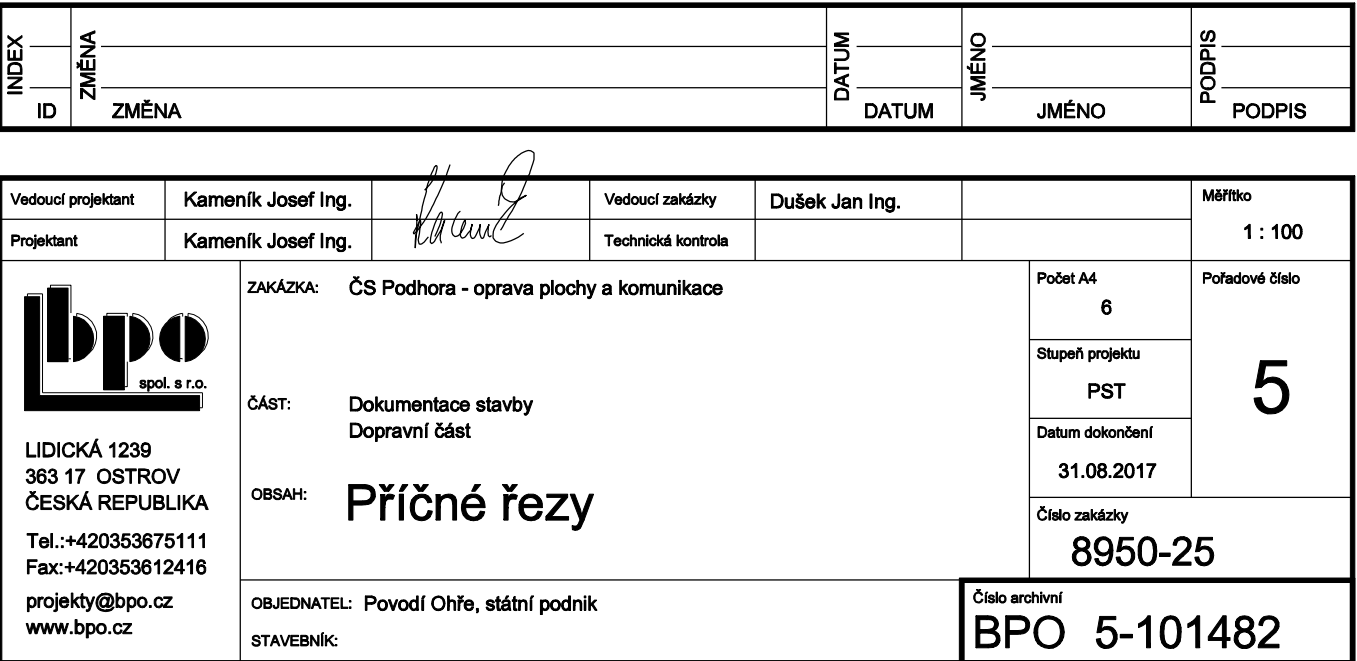 INDEX
ID
ZMĚNA
ZMĚNA
DATUM
DATUM
JMÉNO
JMÉNO
PODPIS
PODPIS
Vedoucí projektant Kameník Josef Ing. Vedoucí zakázky Dušek Jan Ing.
Projektant Kameník Josef Ing. Technická kontrola
Měřítko
1 : 100
bpo
spol. s r.o.
LIDICKÁ 1239
363 17 OSTROV
ČESKÁ REPUBLIKA
Tel.:+420353675111
Fax:+420353612416
projekty@bpo.cz
www.bpo.cz
ZAKÁZKA: ČS Podhora - oprava plochy a komunikace
ČÁST: Dokumentace stavby
Dopravní část
OBSAH: Příčné řezy
OBJEDNATEL: Povodí Ohře, státní podnik
STAVEBNÍK:
Počet A4
6
Stupeň projektu
PST
Datum dokončení
31.08.2017
Pořadové číslo
5
Číslo zakázky
8950-25
Číslo archivní
BPO 5-101482